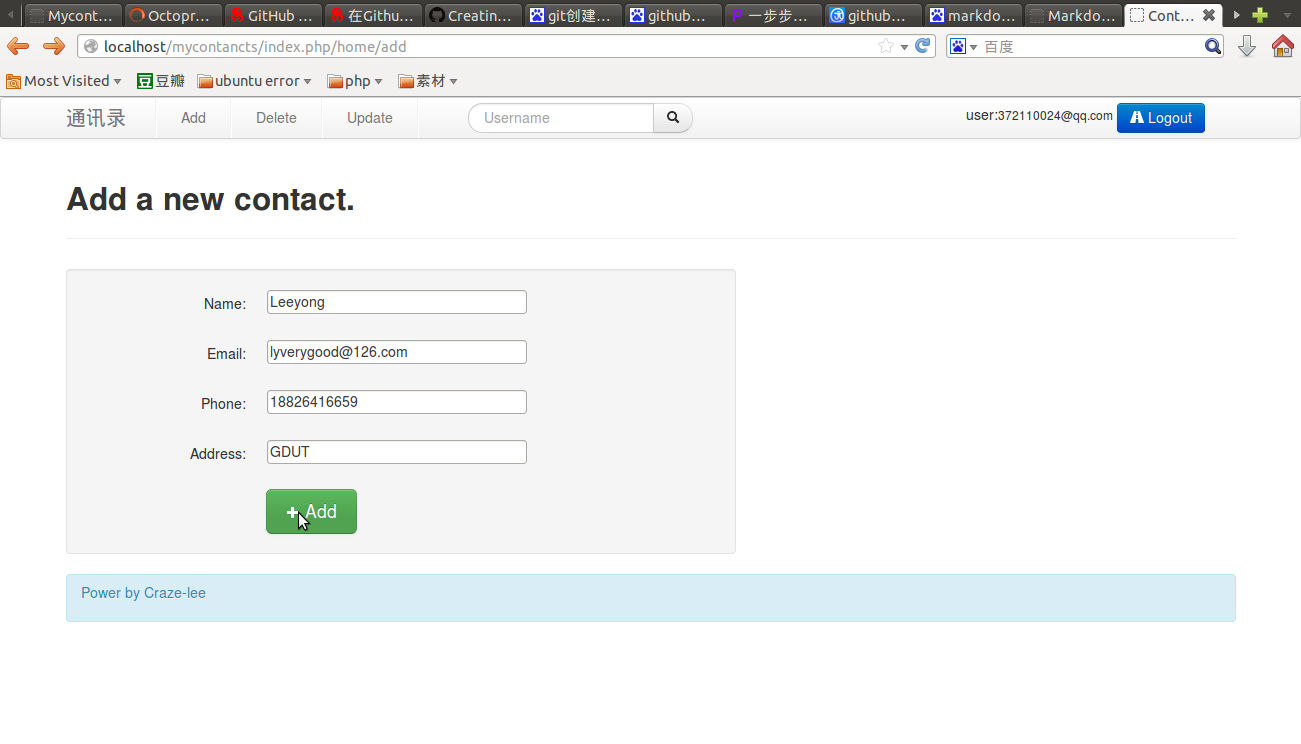 Mycont... Octopr... GitHub ... 在Githu... Creatin... git创建... github... 一步步... github... markdo... Markdo... Cont...
localhost/mycontancts/index.php/home/add 百度
Most Visited 豆瓣 ubuntu error php 素材
通讯录 Add Delete Update Username user:372110024@qq.com Logout
Add a new contact.
Name: Leeyong
Email: lyverygood@126.com
Phone: 18826416659
Address: GDUT
Add
Power by Craze-lee